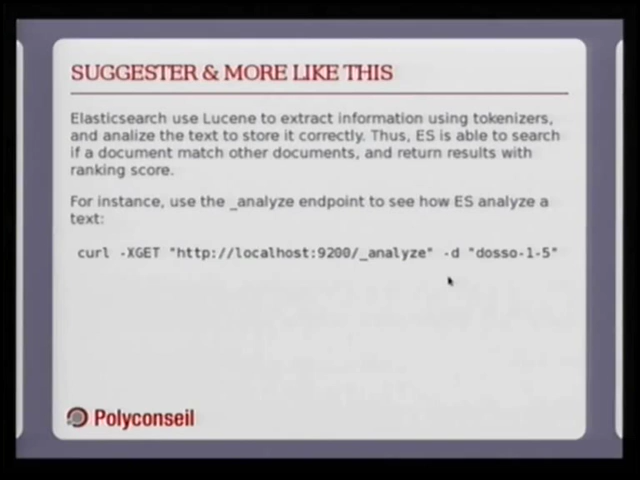 SUGGESTER & MORE LIKE THIS
Elasticsearch use Lucene to extract information using tokenizers,
and analize the text to store it correctly. Thus, ES is able to search
if a document match other documents, and return results with
ranking score.
For instance, use the _analyze endpoint to see how ES analyze a
text:
curl -XGET "http://localhost:9200/_analyze" -d "dosso-1-5"
Polyconseil